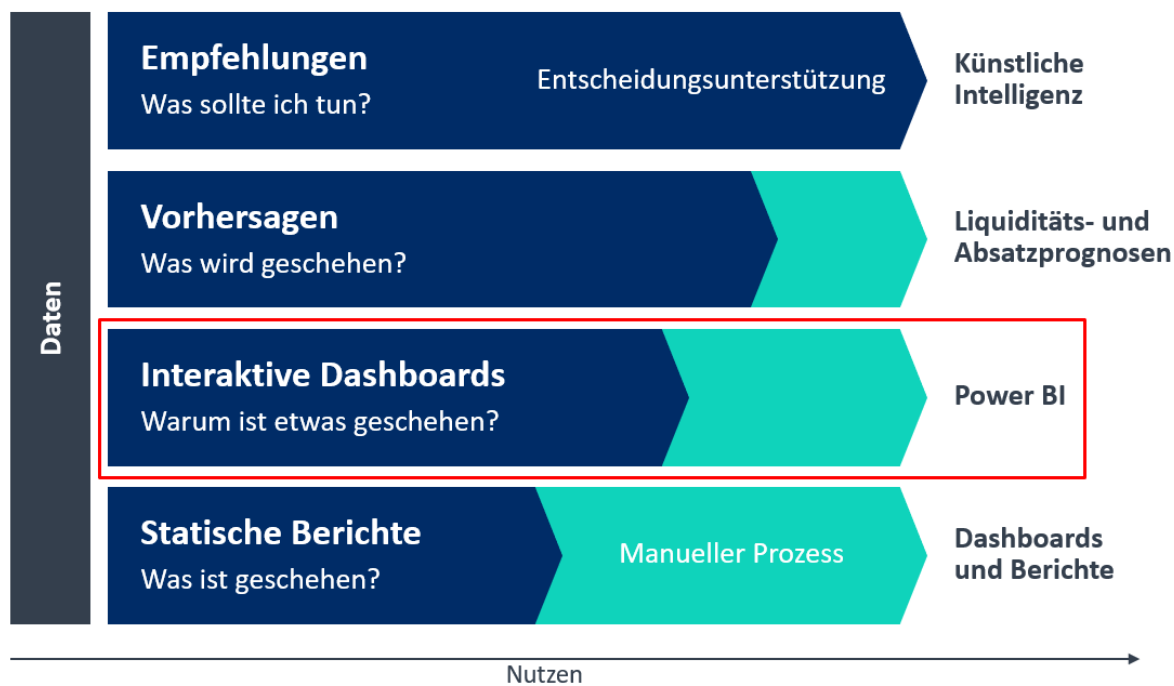 Daten
Empfehlungen
Was sollte ich tun?
Entscheidungsunterstützung
Künstliche
Intelligenz
Vorhersagen
Was wird geschehen?
Liquiditäts- und
Absatzprognosen
Interaktive Dashboards
Warum ist etwas geschehen?
Power BI
Statische Berichte
Was ist geschehen?
Manueller Prozess
Dashboards
und Berichte
Nutzen